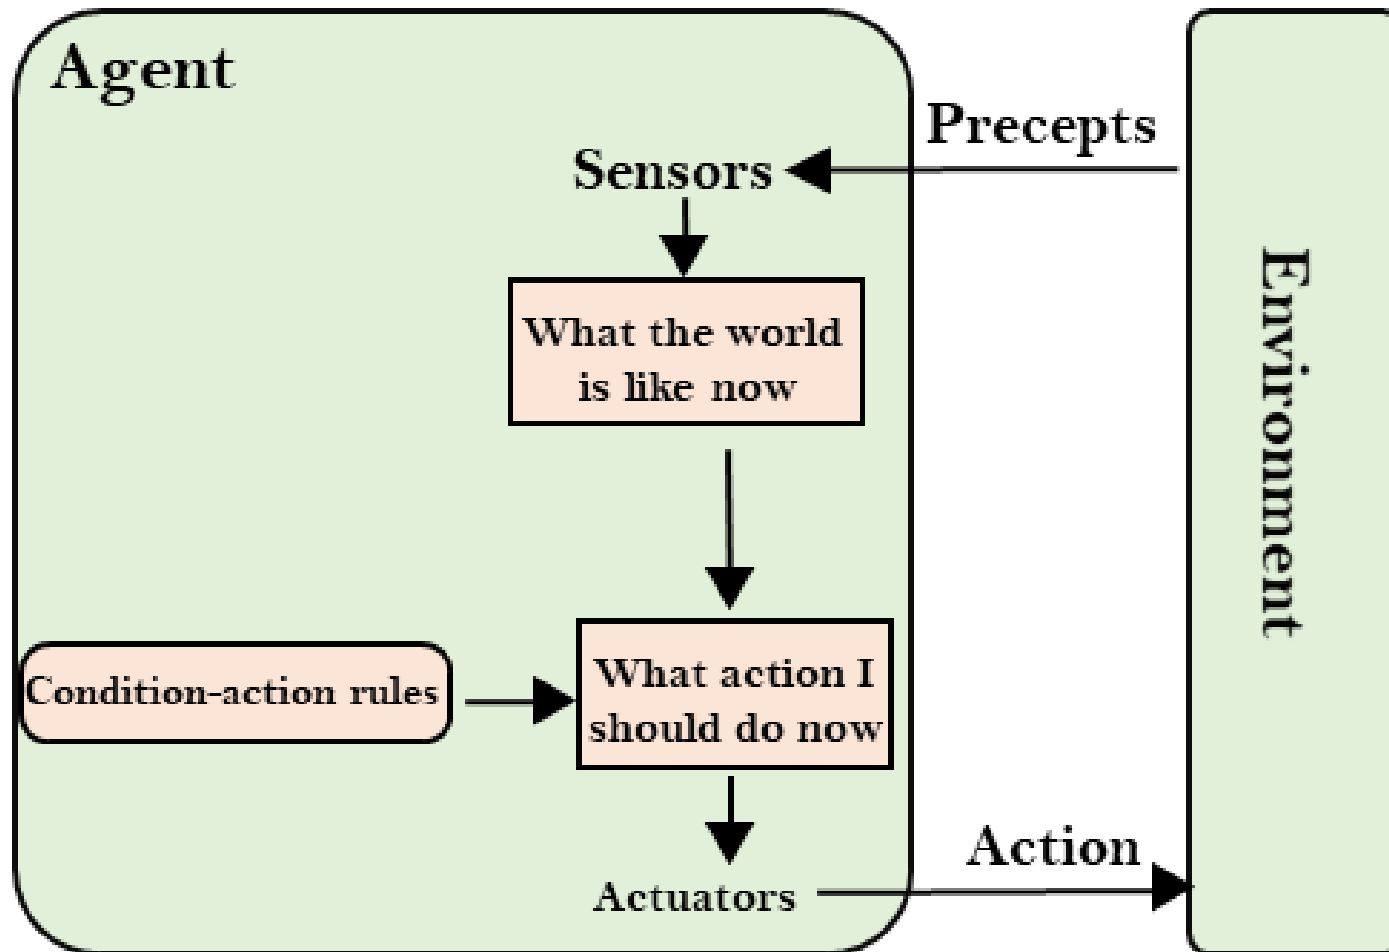 Agent
Precepts
Sensors
What the world
is like now
Environment
Condition-action rules
What action I
should do now
Action
Actuators